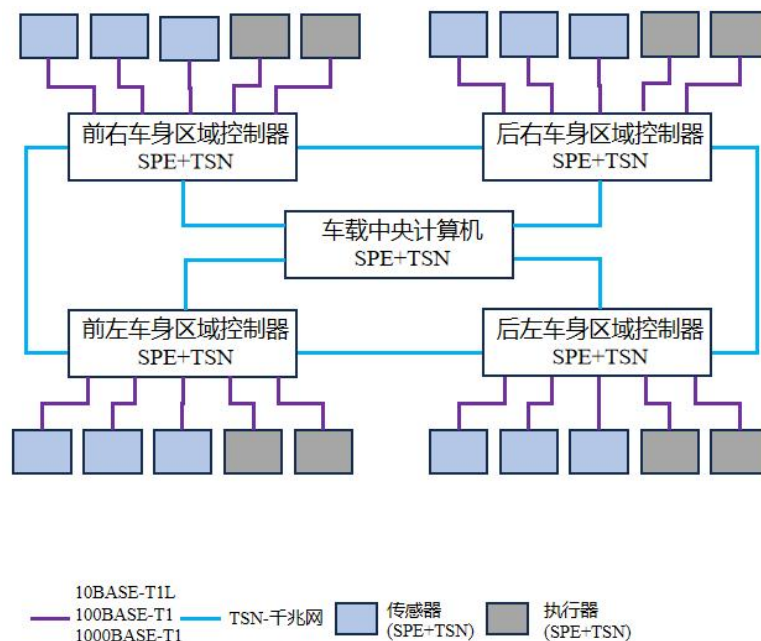 前右车身区域控制器
SPE+TSN
后右车身区域控制器
SPE+TSN
车载中央计算机
SPE+TSN
前左车身区域控制器
SPE+TSN
后左车身区域控制器
SPE+TSN
10BASE-T1L
100BASE-T1
1000BASE-T1
TSN-千兆网
传感器
(SPE+TSN)
执行器
(SPE+TSN)